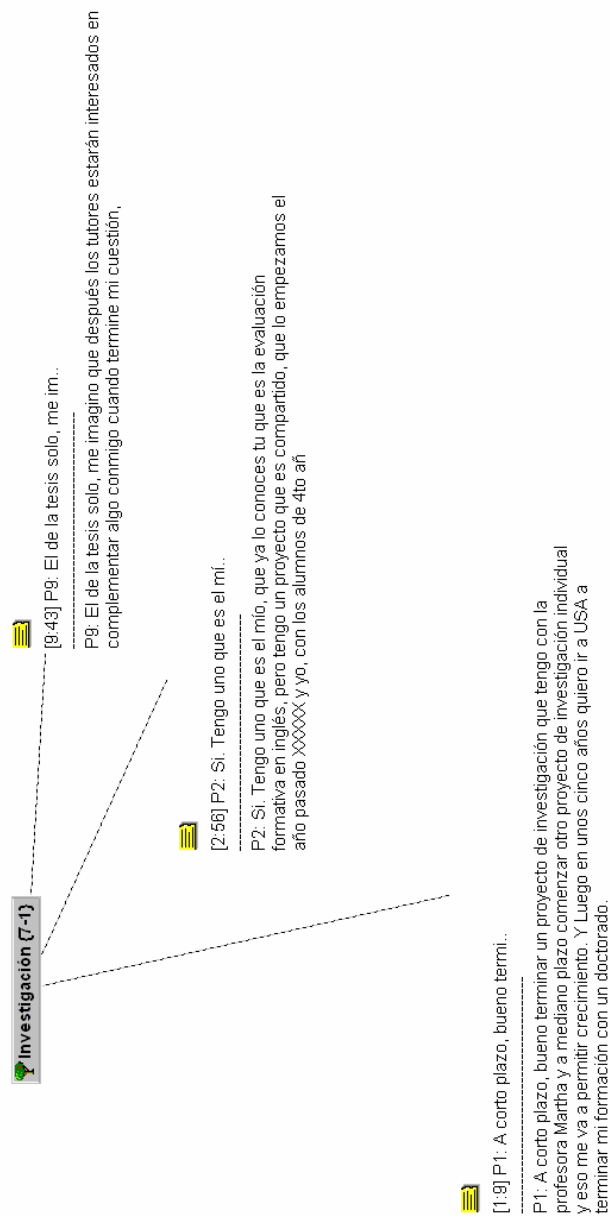 Investigación {7-1}
[9:43] P9: El de la tesis solo, me im..
P9: El de la tesis solo, me imagino que después los tutores estarán interesados en
complementar algo conmigo cuando termine mi cuestión,
[2:56] P2: Si. Tengo uno que es el mí..
P2: Si. Tengo uno que es el mío, que ya lo conoces tu que es la evaluación
formativa en inglés, pero tengo un proyecto que es compartido, que lo empezamos el
año pasado XXXXX y yo, con los alumnos de 4to añ
[1:9] P1: A corto plazo, bueno termi..
P1: A corto plazo, bueno terminar un proyecto de investigación que tengo con la
profesora Martha y a mediano plazo comenzar otro proyecto de investigación individual
y eso me va a permitir crecimiento. Y Luego en unos cinco años quiero ir a USA a
terminar mi formación con un doctorado.